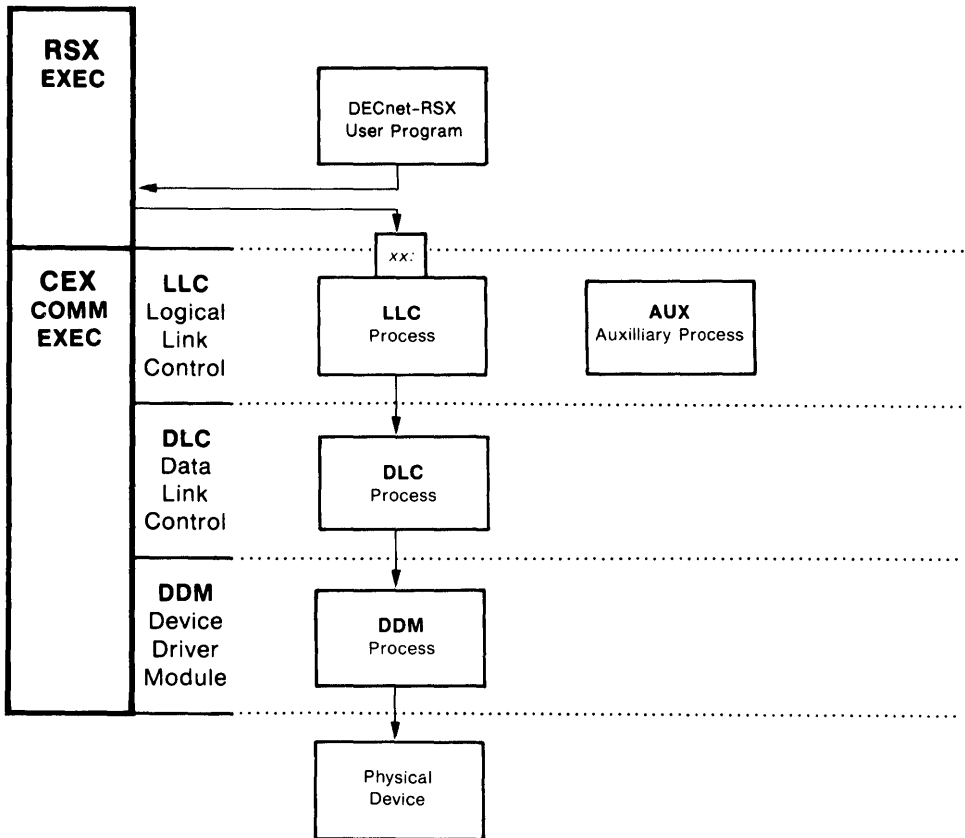 RSX
EXEC
DECnet-RSX
User Program
xx:
CEX
COMM
EXEC
LLC
Logical
Link
Control
LLC
Process
AUX
Auxilliary Process
DLC
Data
Link
Control
DLC
Process
DDM
Device
Driver
Module
DDM
Process
Physical
Device